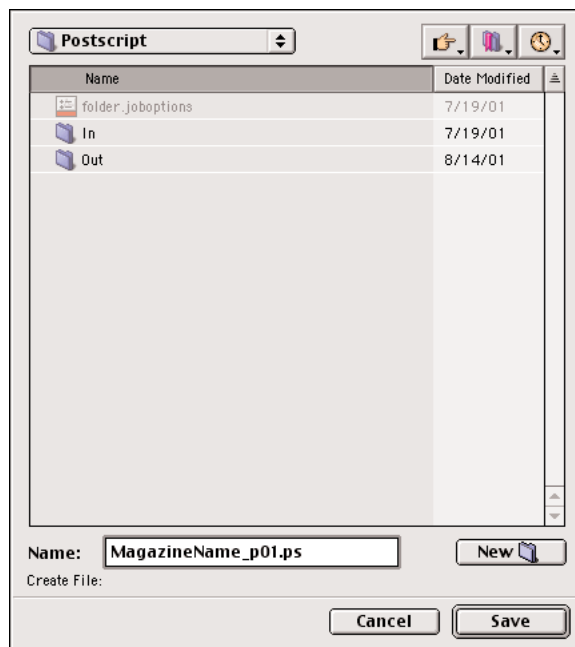 Postscript
Name Date Modified
folder.joboptions 7/19/01
In 7/19/01
Out 8/14/01
Name: MagazineName_p01.ps New
Create File:
Cancel Save